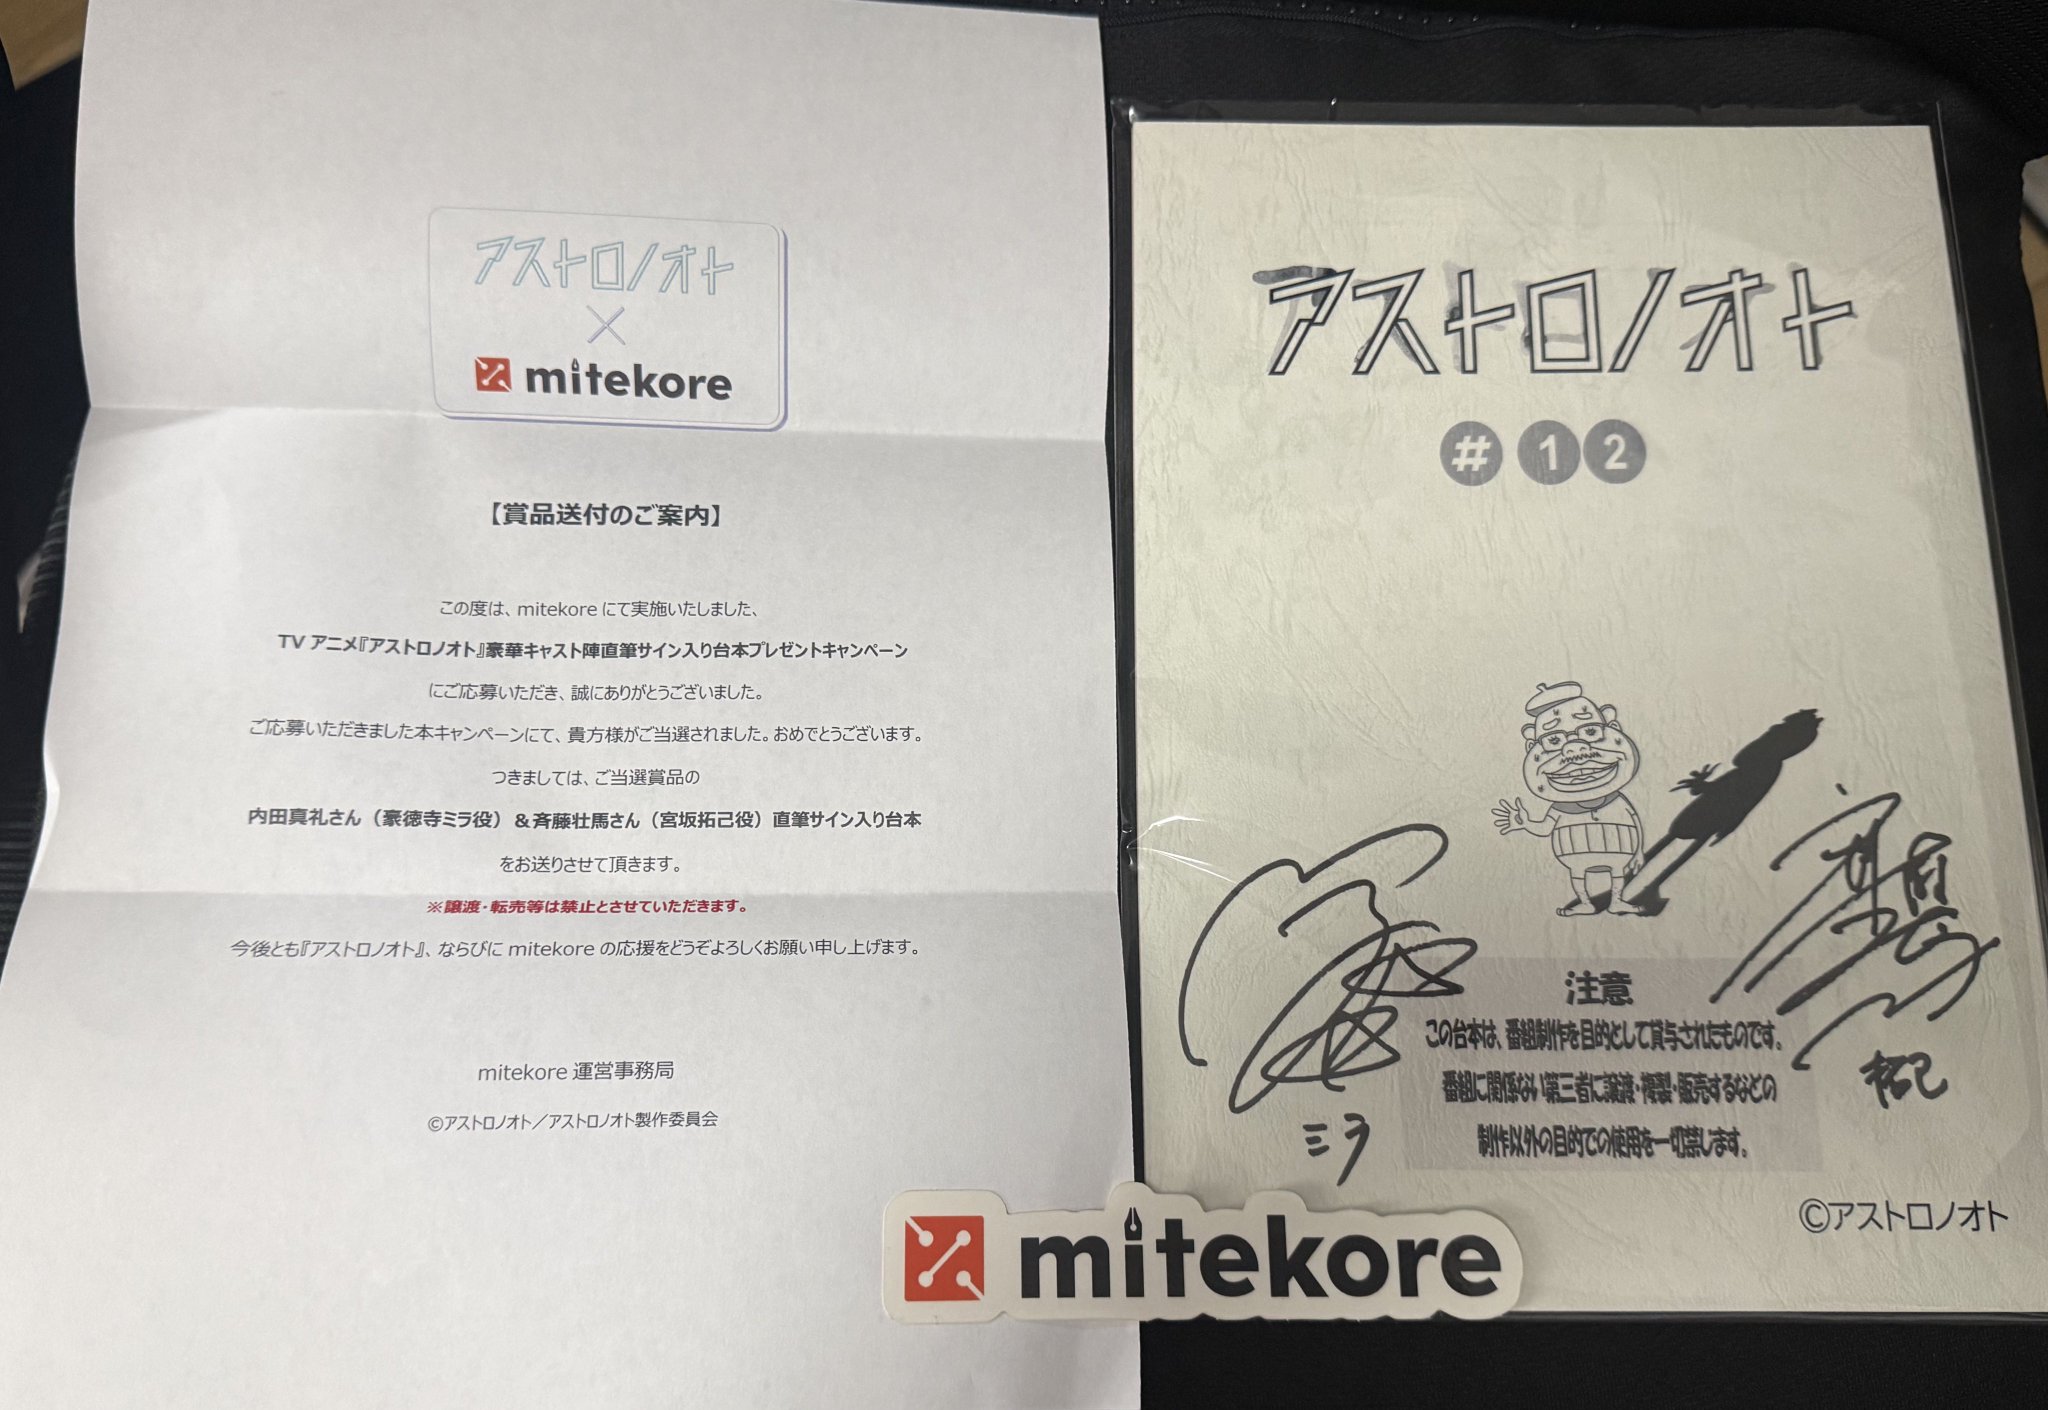 アストロノオト
×
mitekore
【賞品送付のご案内】
この度は、mitekore にて実施いたしました、
TV アニメ『アストロノオト』豪華キャスト陣直筆サイン入り台本プレゼントキャンペーン
にご応募いただき、誠にありがとうございました。
ご応募いただきました本キャンペーンにて、貴方様がご当選されました。おめでとうございます。
つきましては、ご当選賞品の
内田真礼さん（豪徳寺ミラ役）＆斉藤壮馬さん（宮坂拓己役）直筆サイン入り台本
をお送りさせて頂きます。
※譲渡・転売等は禁止とさせていただきます。
今後とも『アストロノオト』、ならびに mitekore の応援をどうぞよろしくお願い申し上げます。
mitekore 運営事務局
©アストロノオト／アストロノオト製作委員会
アストロノオト
#12
注意
この台本は、番組制作を目的として貸与されたものです。
番組に関係ない第三者に譲渡・複製・販売するなどの
制作以外の目的での使用を一切禁じます。
ミラ
拓己
©アストロノオト
mitekore